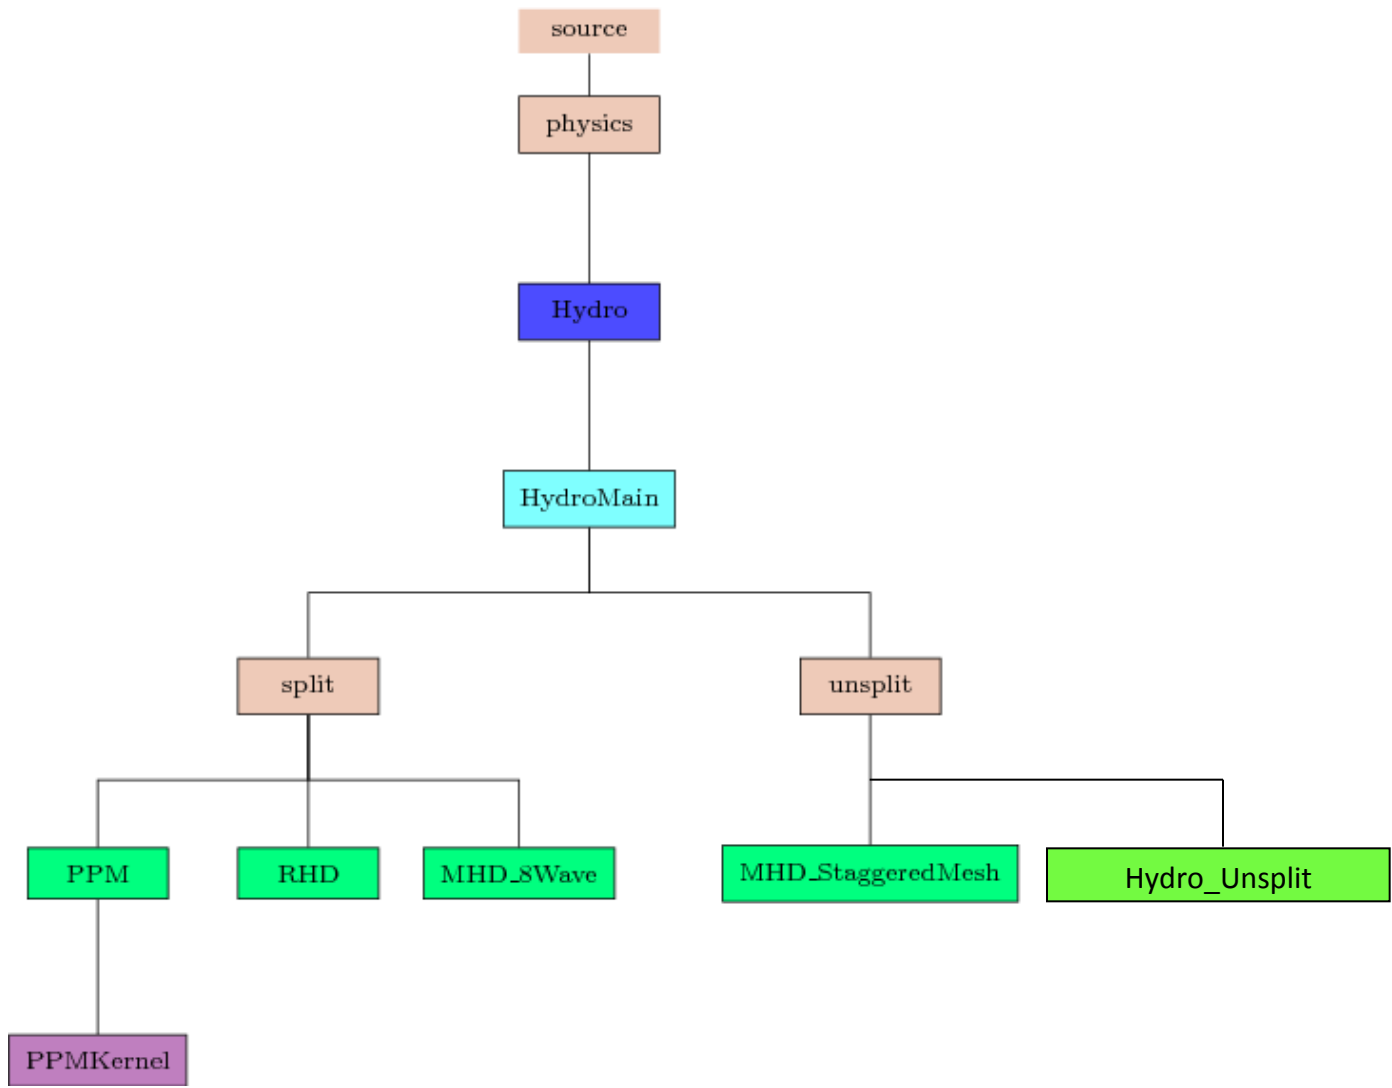 source
physics
Hydro
HydroMain
split
unsplit
PPM
RHD
MHD_8Wave
MHD_StaggeredMesh
Hydro_Unsplit
PPMKernel